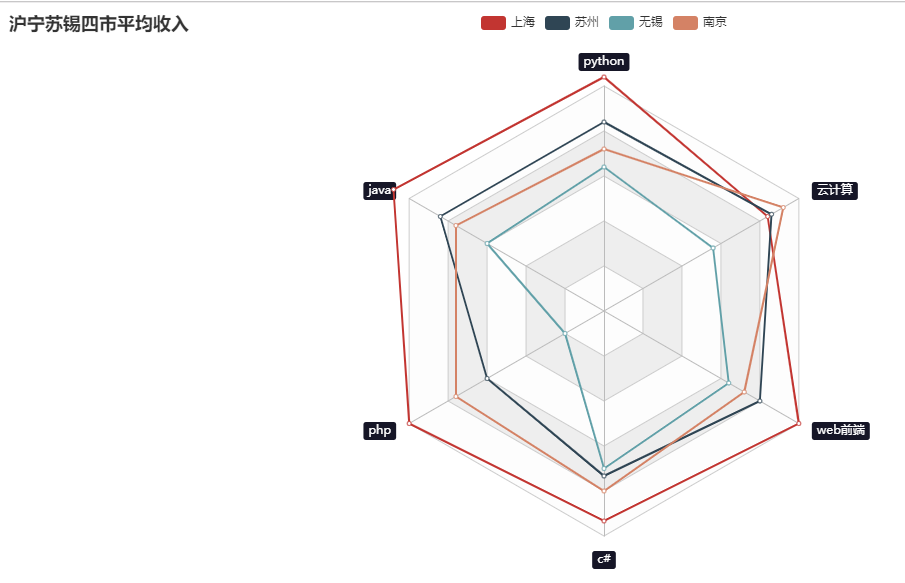 沪宁苏锡四市平均收入
上海 苏州 无锡 南京
python
java
云计算
php
web前端
c#